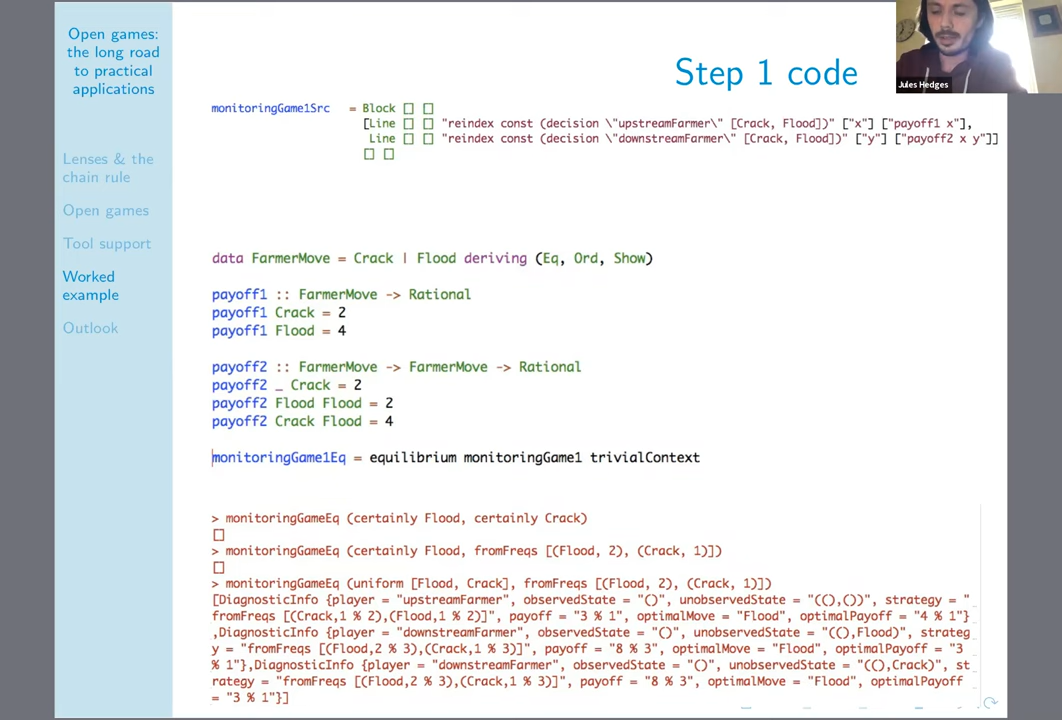 Open games:
the long road
to practical
applications
Lenses & the
chain rule
Open games
Tool support
Worked
example
Outlook
Step 1 code
Jules Hedges
monitoringGame1Src = Block [] []
[Line [] [] "reindex const (decision \"upstreamFarmer\" [Crack, Flood])" ["x"] ["payoff1 x"],
Line [] [] "reindex const (decision \"downstreamFarmer\" [Crack, Flood])" ["y"] ["payoff2 x y"]]
[] []
data FarmerMove = Crack | Flood deriving (Eq, Ord, Show)
payoff1 :: FarmerMove -> Rational
payoff1 Crack = 2
payoff1 Flood = 4
payoff2 :: FarmerMove -> FarmerMove -> Rational
payoff2 _ Crack = 2
payoff2 Flood Flood = 2
payoff2 Crack Flood = 4
monitoringGame1Eq = equilibrium monitoringGame1 trivialContext
> monitoringGameEq (certainly Flood, certainly Crack)
[]
> monitoringGameEq (certainly Flood, fromFreqs [(Flood, 2), (Crack, 1)])
[]
> monitoringGameEq (uniform [Flood, Crack], fromFreqs [(Flood, 2), (Crack, 1)])
[DiagnosticInfo {player = "upstreamFarmer", observedState = "()", unobservedState = "((),())", strategy = "
fromFreqs [(Crack,1 % 2),(Flood,1 % 2)]", payoff = "3 % 1", optimalMove = "Flood", optimalPayoff = "4 % 1"}
,DiagnosticInfo {player = "downstreamFarmer", observedState = "()", unobservedState = "((),Flood)", strateg
y = "fromFreqs [(Flood,2 % 3),(Crack,1 % 3)]", payoff = "8 % 3", optimalMove = "Flood", optimalPayoff = "3
% 1"},DiagnosticInfo {player = "downstreamFarmer", observedState = "()", unobservedState = "((),Crack)", st
rategy = "fromFreqs [(Flood,2 % 3),(Crack,1 % 3)]", payoff = "8 % 3", optimalMove = "Flood", optimalPayoff
= "3 % 1"}]